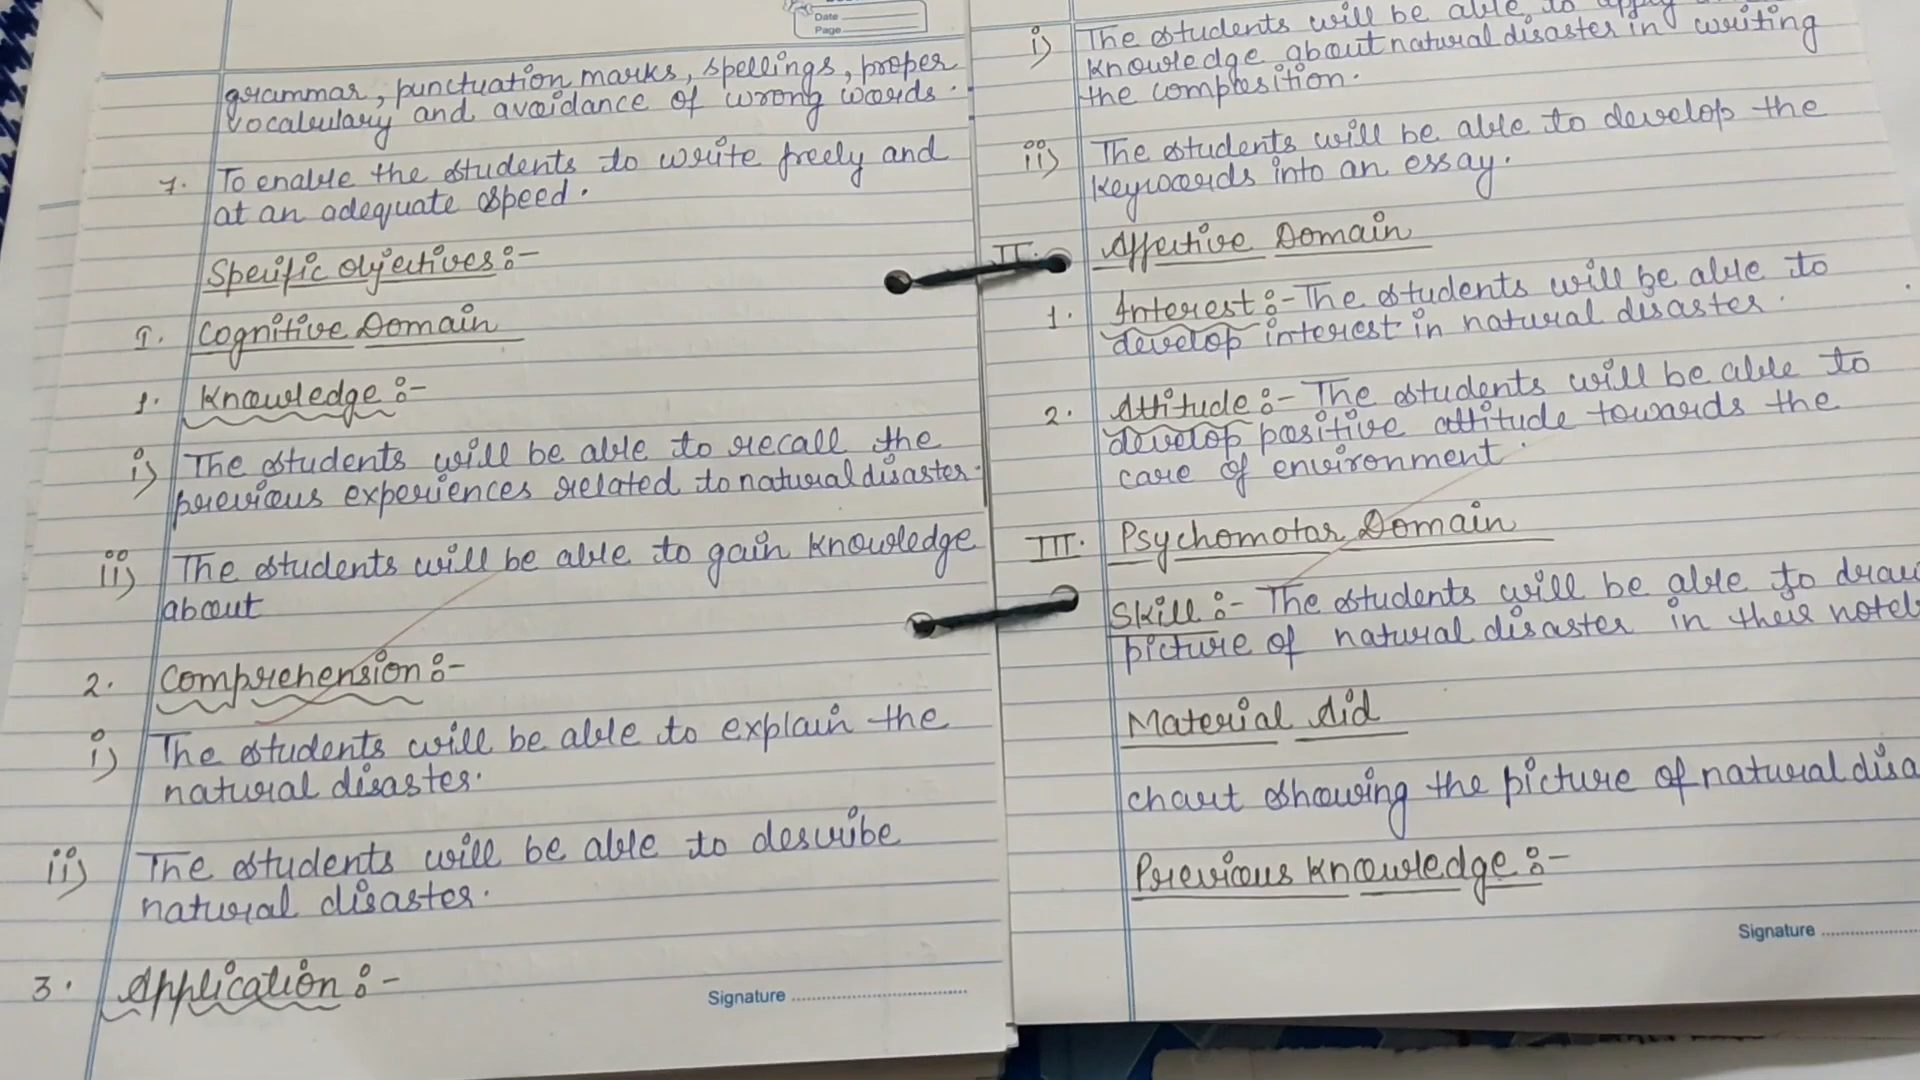 Date
Page
grammar, punctuation marks, spellings, proper
vocabulary and avoidance of wrong words.
7. To enable the students to write freely and
at an adequate speed.
Specific objectives :-
I. Cognitive Domain
1. Knowledge :-
i) The students will be able to recall the
previous experiences related to natural disaster.
ii) The students will be able to gain knowledge
about
2. Comprehension :-
i) The students will be able to explain the
natural disaster.
ii) The students will be able to describe
natural disaster.
3. Application :-
Signature
i) The students will be able to apply
knowledge about natural disaster in writing
the composition.
ii) The students will be able to develop the
keywords into an essay.
II. Affective Domain
1. Interest :- The students will be able to
develop interest in natural disaster.
2. Attitude :- The students will be able to
develop positive attitude towards the
care of environment.
III. Psychomotor Domain
Skill :- The students will be able to draw
picture of natural disaster in their noteb
Material Aid
chart showing the picture of natural disa
Previous knowledge :-
Signature